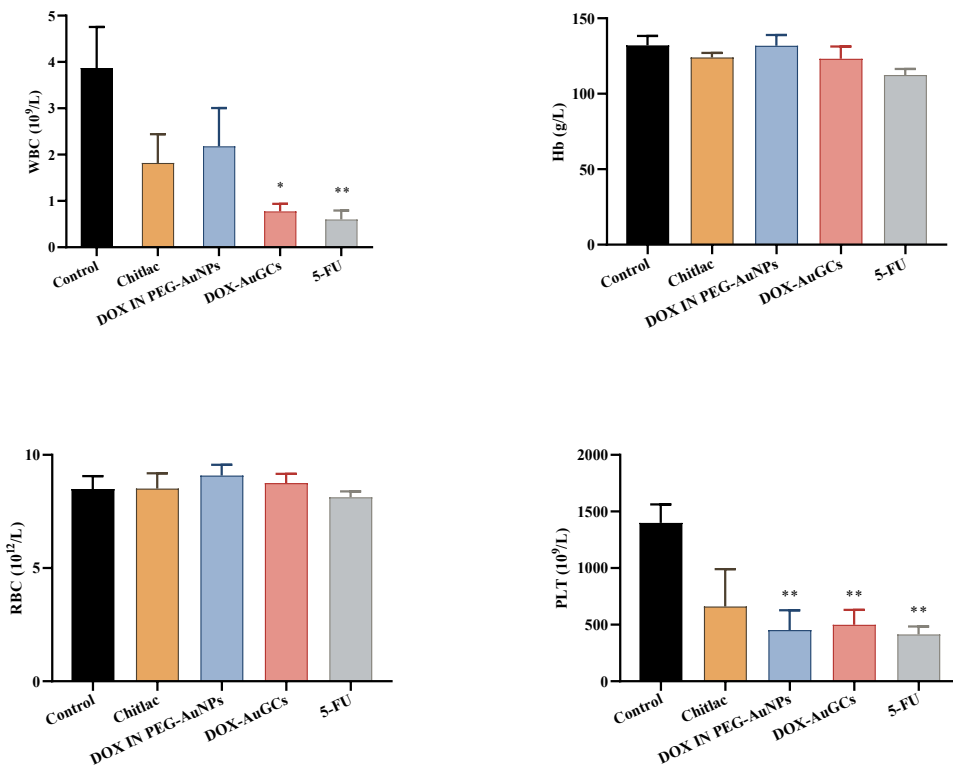 WBC (10⁹/L)
5
4
3
2
1
0
*
**
Control
Chitlac
DOX IN PEG-AuNPs
DOX-AuGCs
5-FU
Hb (g/L)
150
100
50
0
Control
Chitlac
DOX IN PEG-AuNPs
DOX-AuGCs
5-FU
RBC (10¹²/L)
10
5
0
Control
Chitlac
DOX IN PEG-AuNPs
DOX-AuGCs
5-FU
PLT (10⁹/L)
2000
1500
1000
500
0
**
**
**
Control
Chitlac
DOX IN PEG-AuNPs
DOX-AuGCs
5-FU